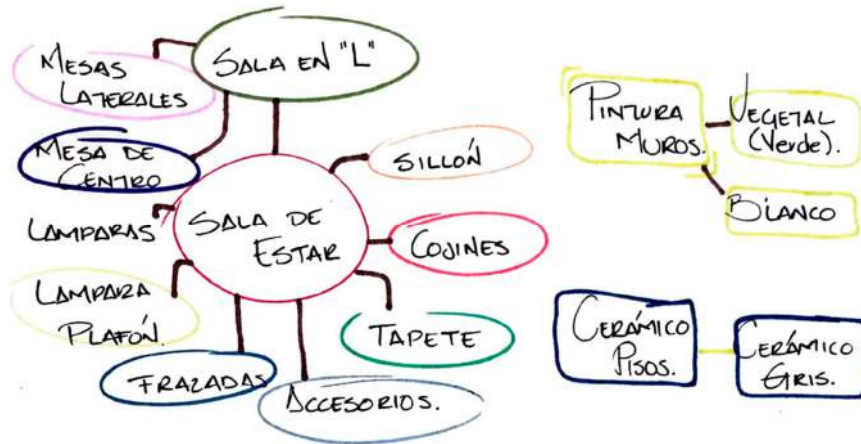 SALA EN "L"
MESAS
LATERALES
MESA DE
CENTRO
LAMPARAS
LAMPARA
PLAFÓN.
FRAZADAS
ACCESORIOS.
TAPETE
COJINES
SILLÓN
SALA DE
ESTAR
PINTURA
MUROS.
VEGETAL
(Verde).
BLANCO
CERÁMICO
PISOS.
CERÁMICO
GRIS.